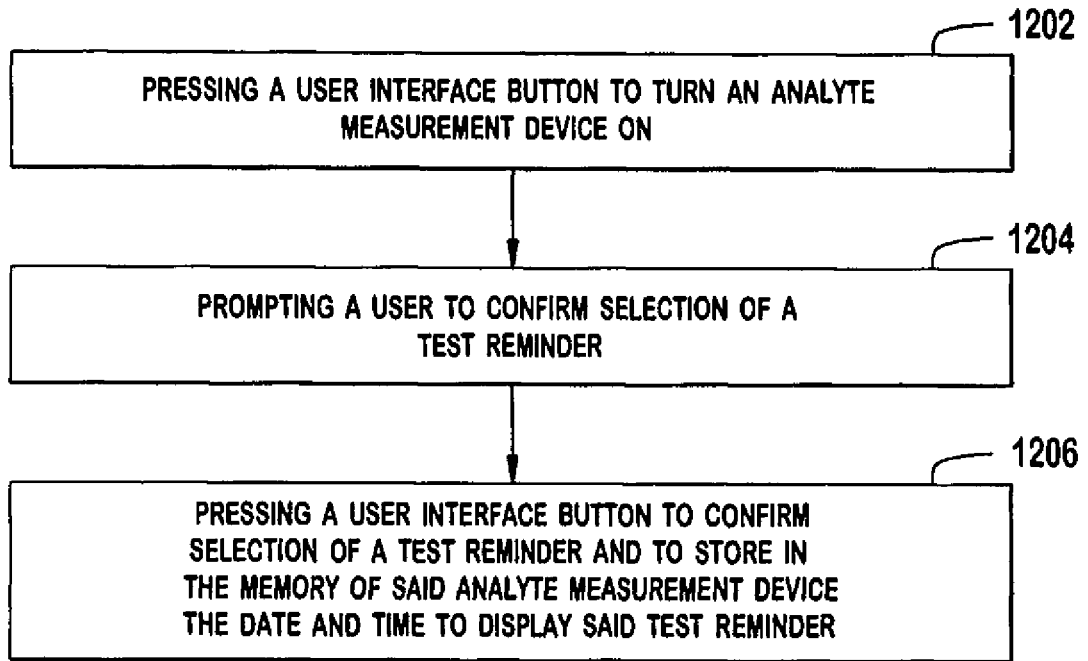 1202
PRESSING A USER INTERFACE BUTTON TO TURN AN ANALYTE
MEASUREMENT DEVICE ON
1204
PROMPTING A USER TO CONFIRM SELECTION OF A
TEST REMINDER
1206
PRESSING A USER INTERFACE BUTTON TO CONFIRM
SELECTION OF A TEST REMINDER AND TO STORE IN
THE MEMORY OF SAID ANALYTE MEASUREMENT DEVICE
THE DATE AND TIME TO DISPLAY SAID TEST REMINDER